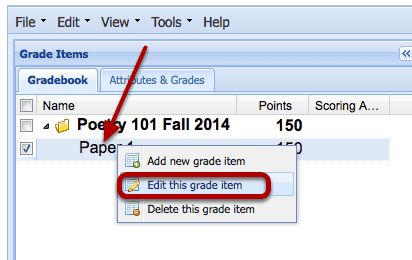 File Edit View Tools Help
Grade Items
Gradebook Attributes & Grades
Name Points Scoring A...
Poetry 101 Fall 2014 150
Paper 1 150
Add new grade item
Edit this grade item
Delete this grade item